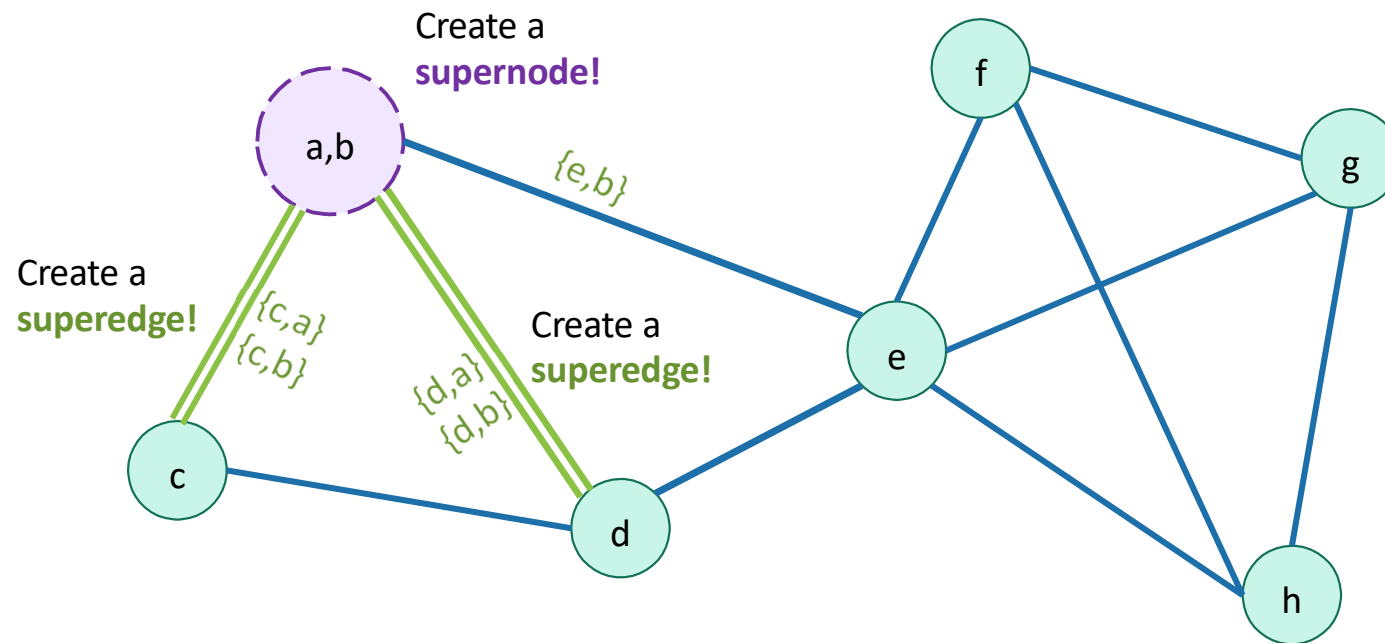 Create a
supernode!
f
a,b
{e,b}
g
Create a
superedge!
{c,a}
{c,b}
Create a
superedge!
{d,a}
{d,b}
e
c
d
h